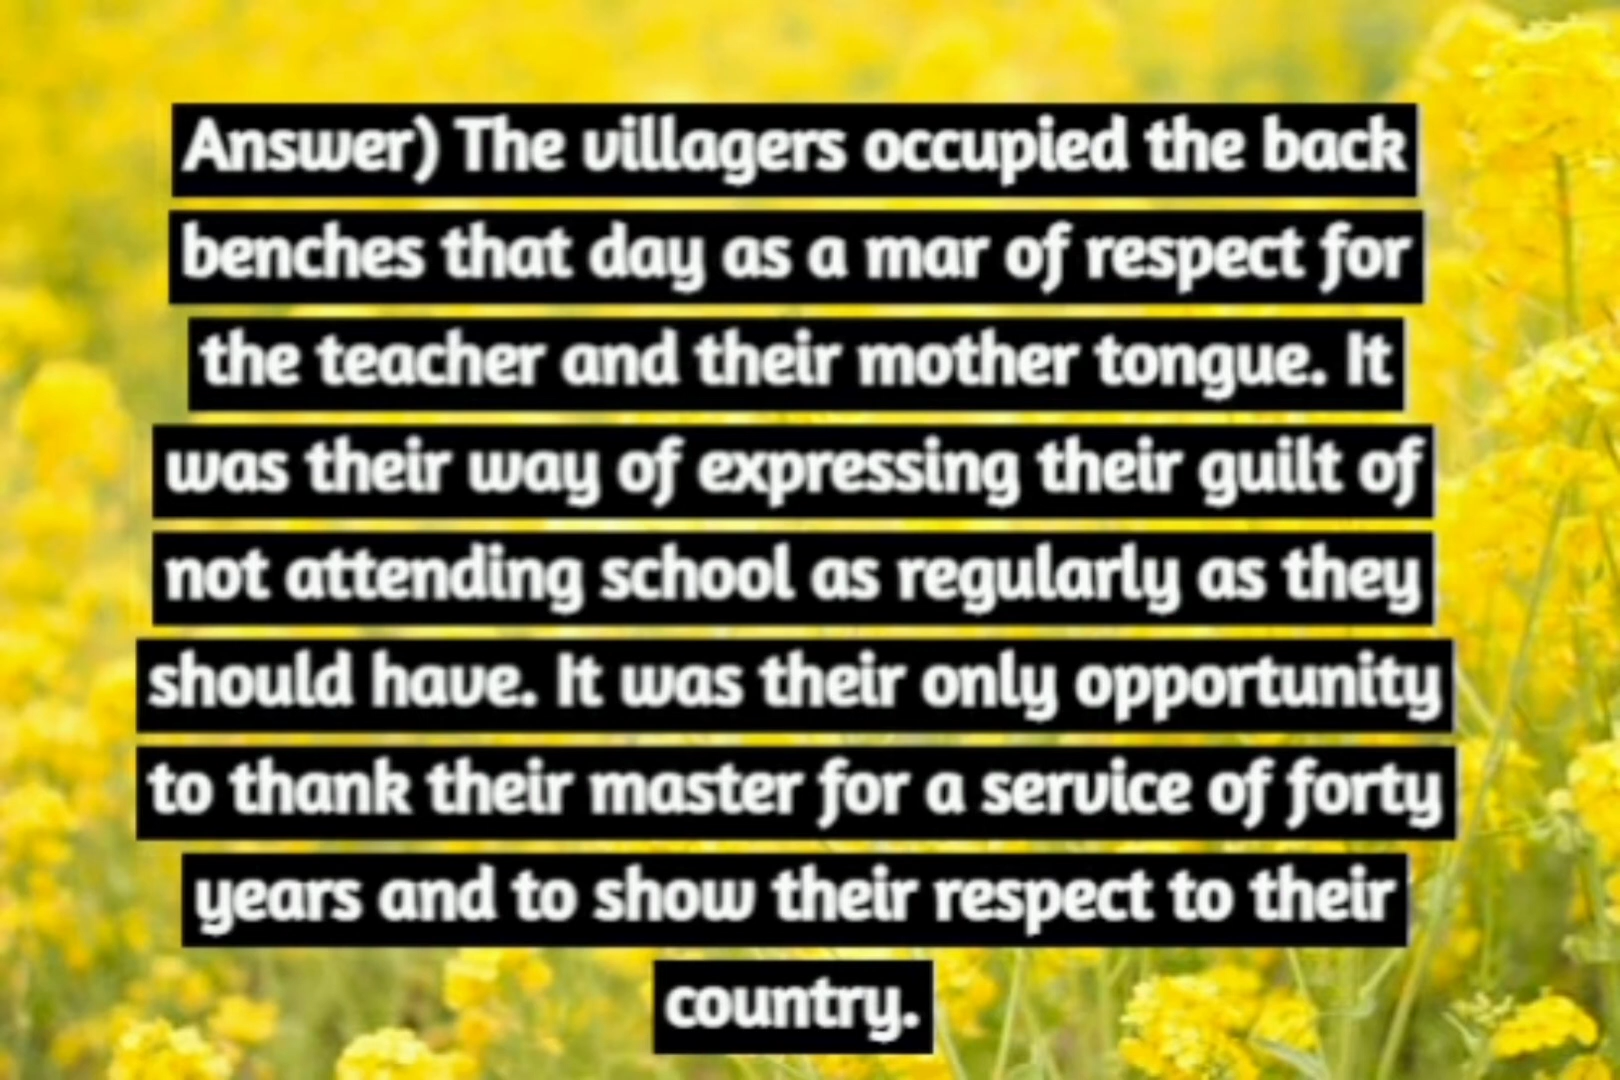 Answer) The villagers occupied the back
benches that day as a mar of respect for
the teacher and their mother tongue. It
was their way of expressing their guilt of
not attending school as regularly as they
should have. It was their only opportunity
to thank their master for a service of forty
years and to show their respect to their
country.